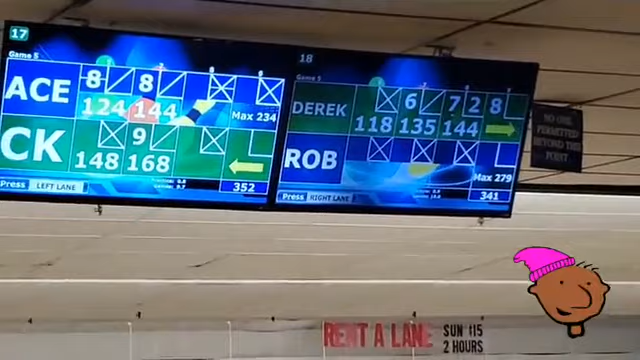 17
Game 5
ACE 8 / 8 / X X
124 144 Max 234
CK X 9 / X
148 168
Press LEFT LANE 352
18
Game 5
DEREK X 6 / 7 2 8
118 135 144
ROB X X X
Max 279
Press RIGHT LANE 341
NO ONE
PERMITTED
BEYOND THIS
POINT
RENT A LANE SUN $15
2 HOURS